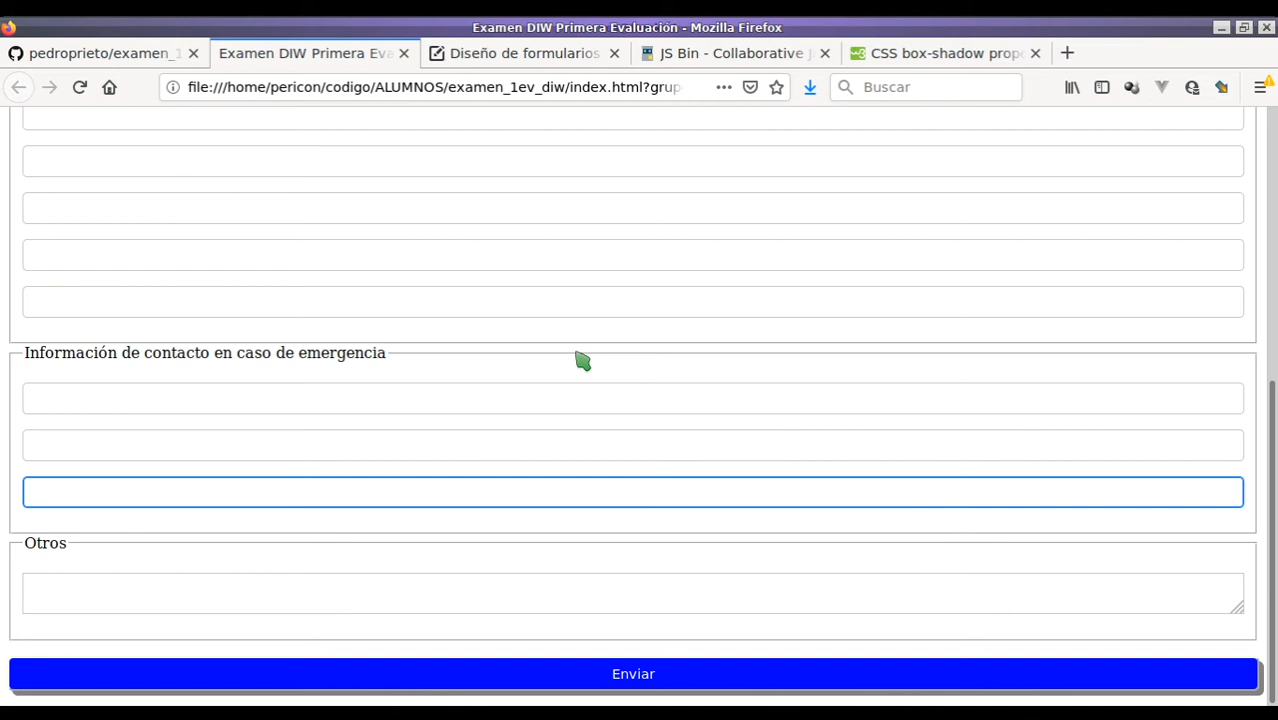 Examen DIW Primera Evaluación - Mozilla Firefox
pedroprieto/examen_1
Examen DIW Primera Eva
Diseño de formularios
JS Bin - Collaborative J
CSS box-shadow prop
file:///home/pericon/codigo/ALUMNOS/examen_1ev_diw/index.html?grup
Buscar
Información de contacto en caso de emergencia
Otros
Enviar